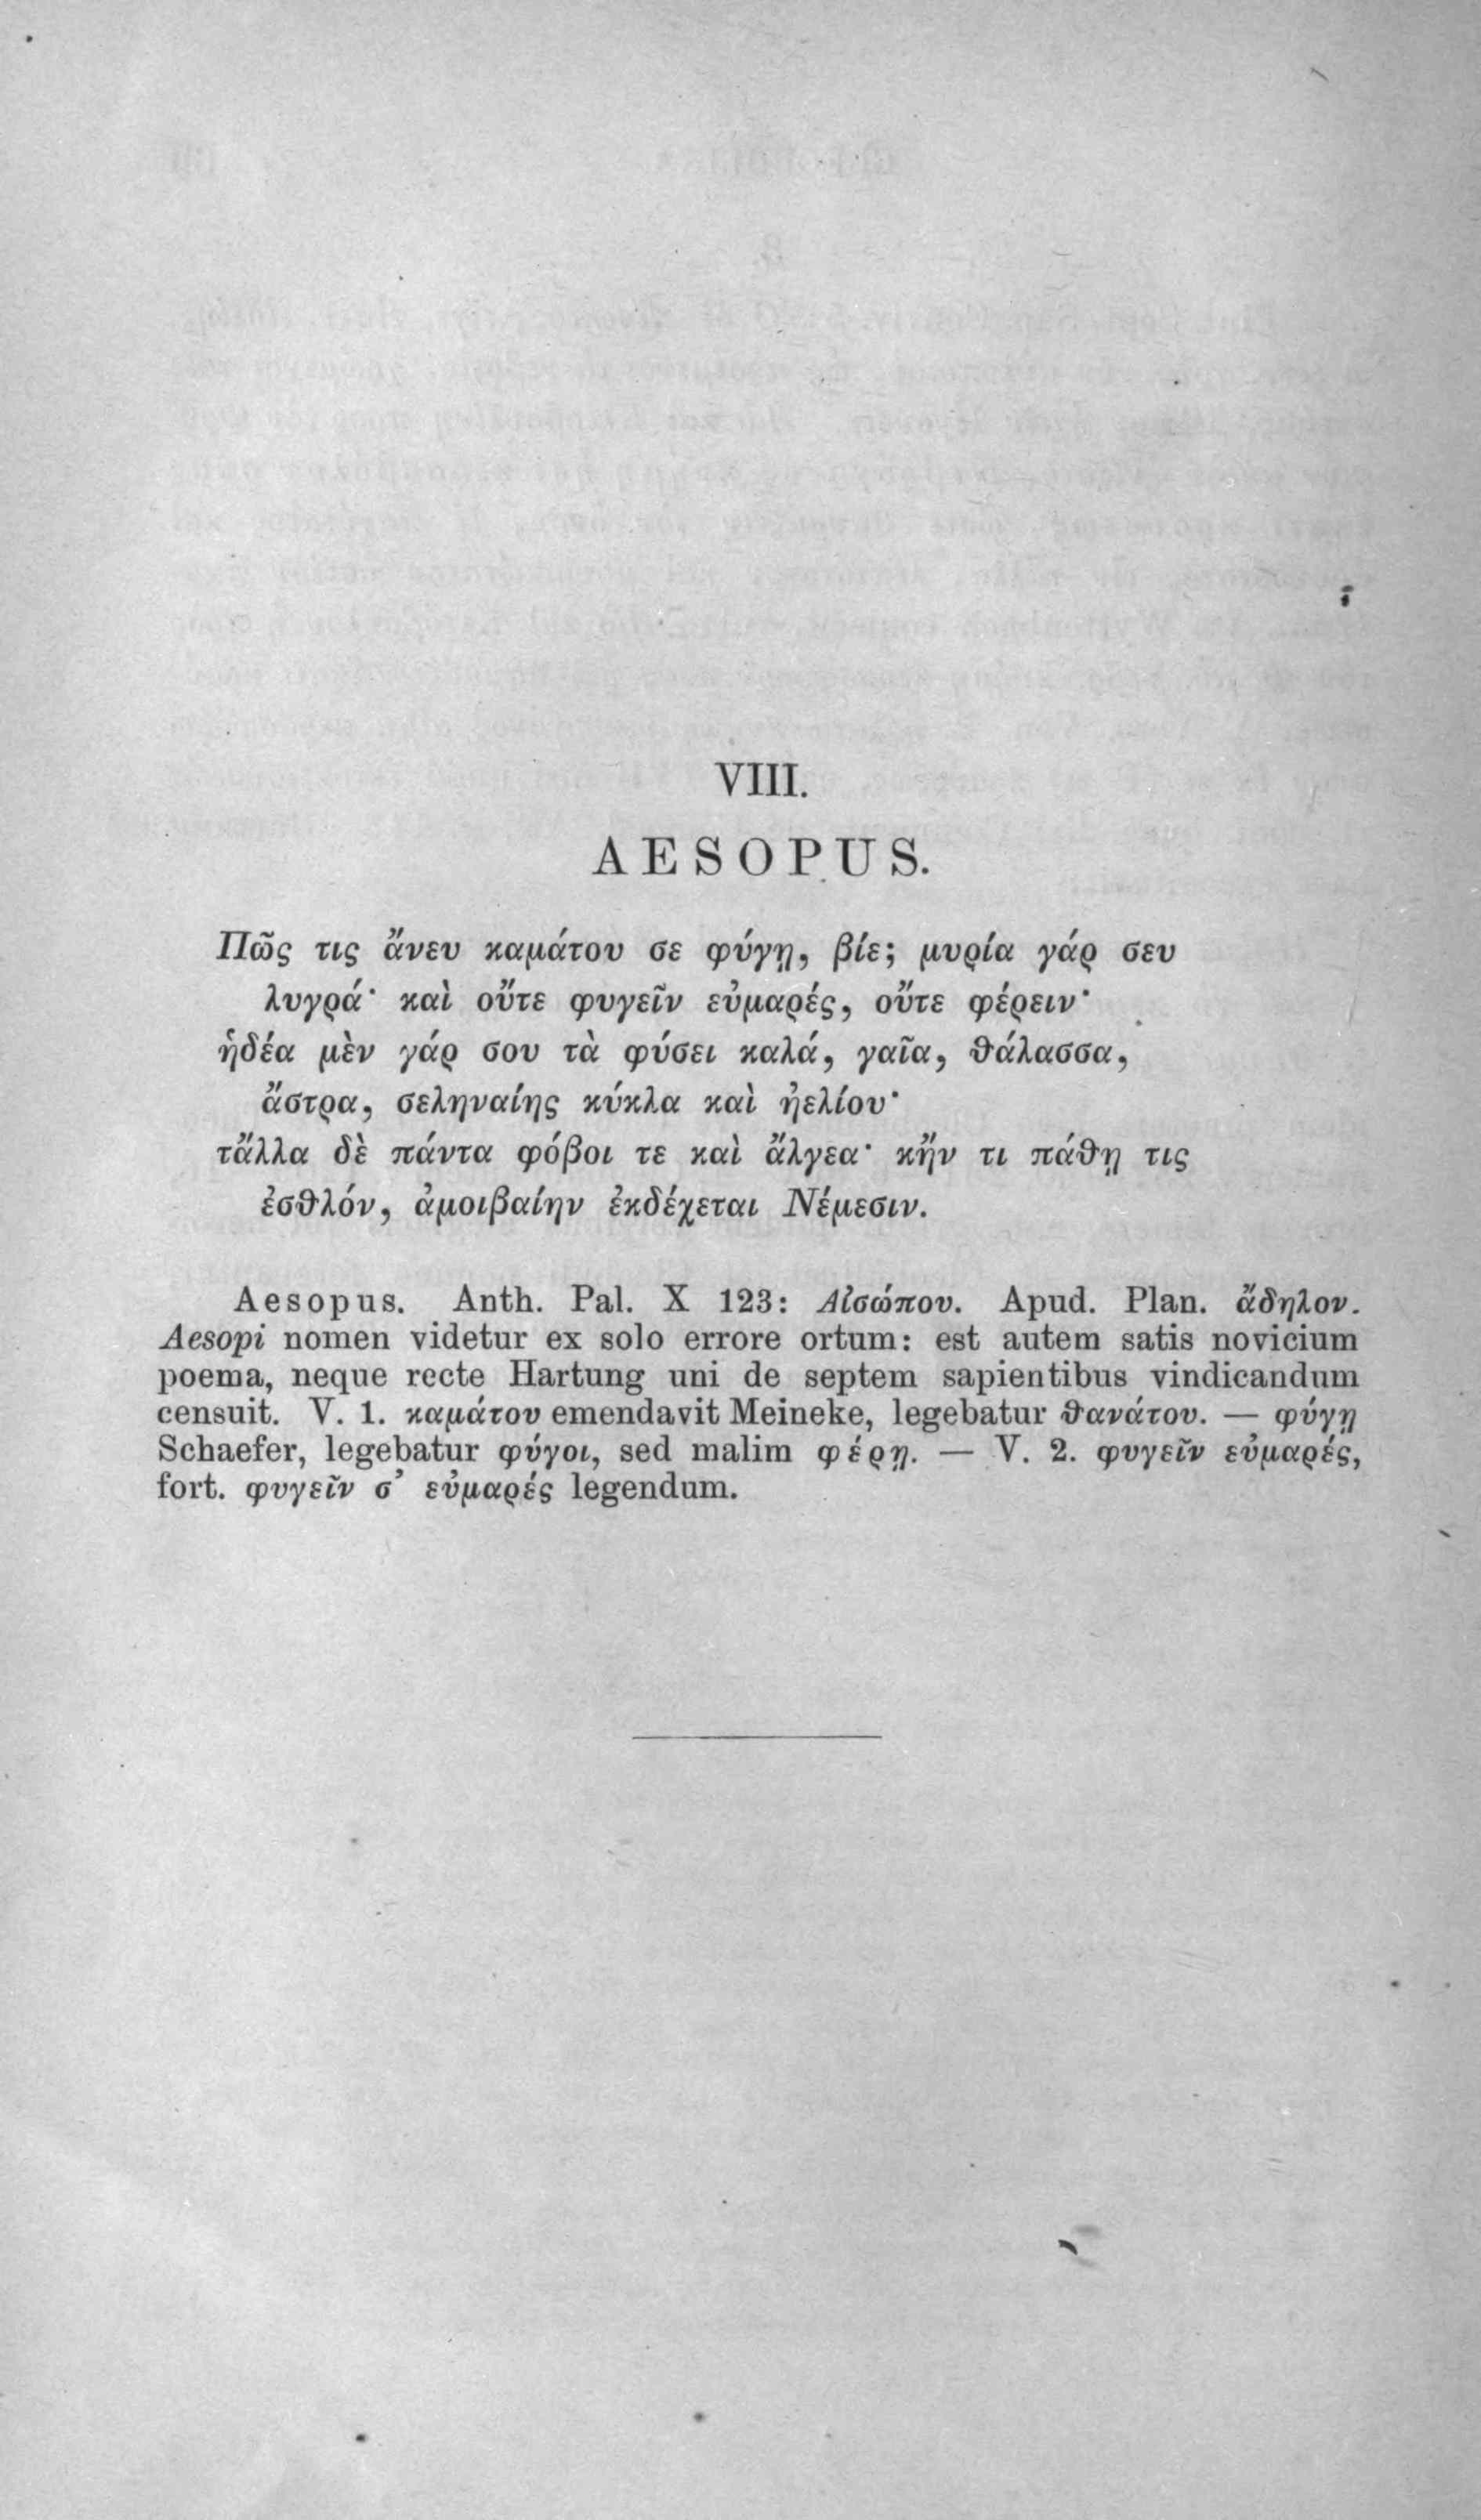 VIII.
AESOPUS.
Πῶς τις ἄνευ καμάτου σε φύγῃ, βίε; μυρία γάρ σευ
λυγρά· καὶ οὔτε φυγεῖν εὐμαρές, οὔτε φέρειν·
ἡδέα μὲν γάρ σου τὰ φύσει καλά, γαῖα, θάλασσα,
ἄστρα, σεληναίης κύκλα καὶ ἠελίου·
τἄλλα δὲ πάντα φόβοι τε καὶ ἄλγεα· κἤν τι πάθῃ τις
ἐσθλόν, ἀμοιβαίην ἐκδέχεται Νέμεσιν.
Aesopus. Anth. Pal. X 123: Αἰσώπου. Apud. Plan. ἄδηλον.
Aesopi nomen videtur ex solo errore ortum: est autem satis novicium
poema, neque recte Hartung uni de septem sapientibus vindicandum
censuit. V. 1. καμάτου emendavit Meineke, legebatur θανάτου. — φύγῃ
Schaefer, legebatur φύγοι, sed malim φέρῃ. — V. 2. φυγεῖν εὐμαρές,
fort. φυγεῖν σ’ εὐμαρές legendum.